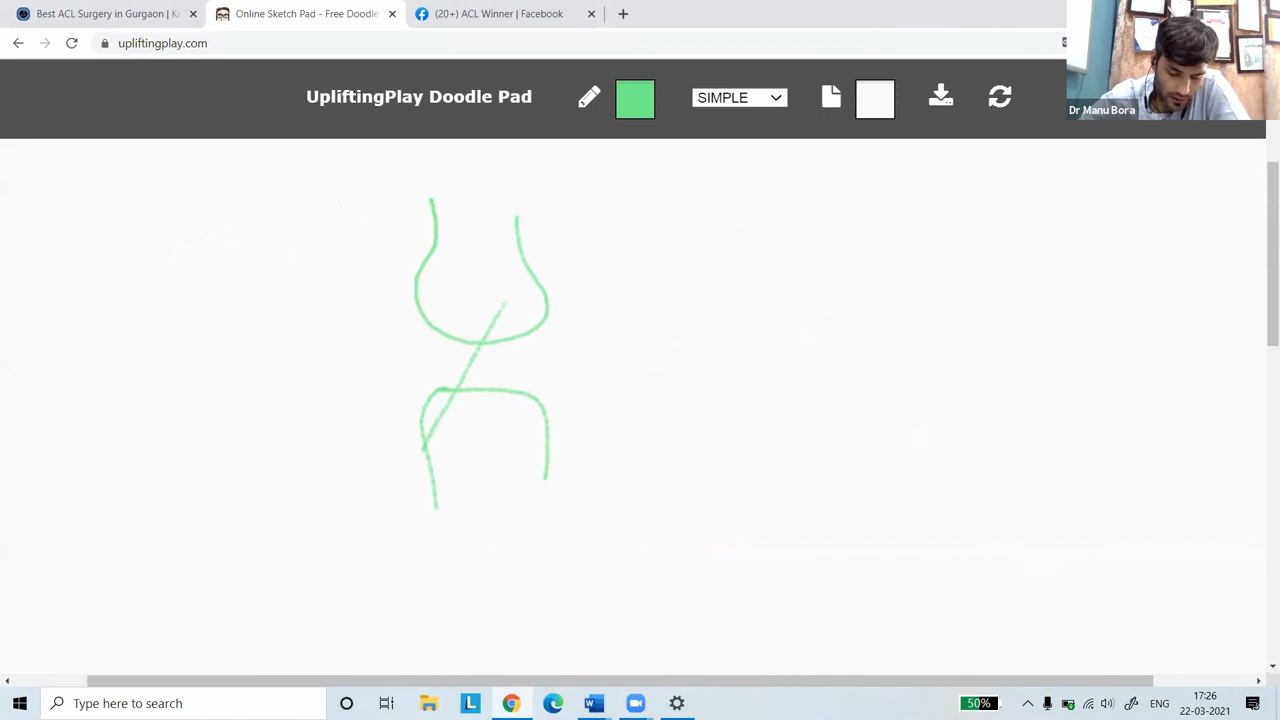 Best ACL Surgery in Gurgaon | K
Online Sketch Pad - Free Doodle
(20+) ACL Winner | Facebook
upliftingplay.com
UpliftingPlay Doodle Pad
SIMPLE
Dr Manu Bora
Type here to search
50%
ENG
17:26
22-03-2021